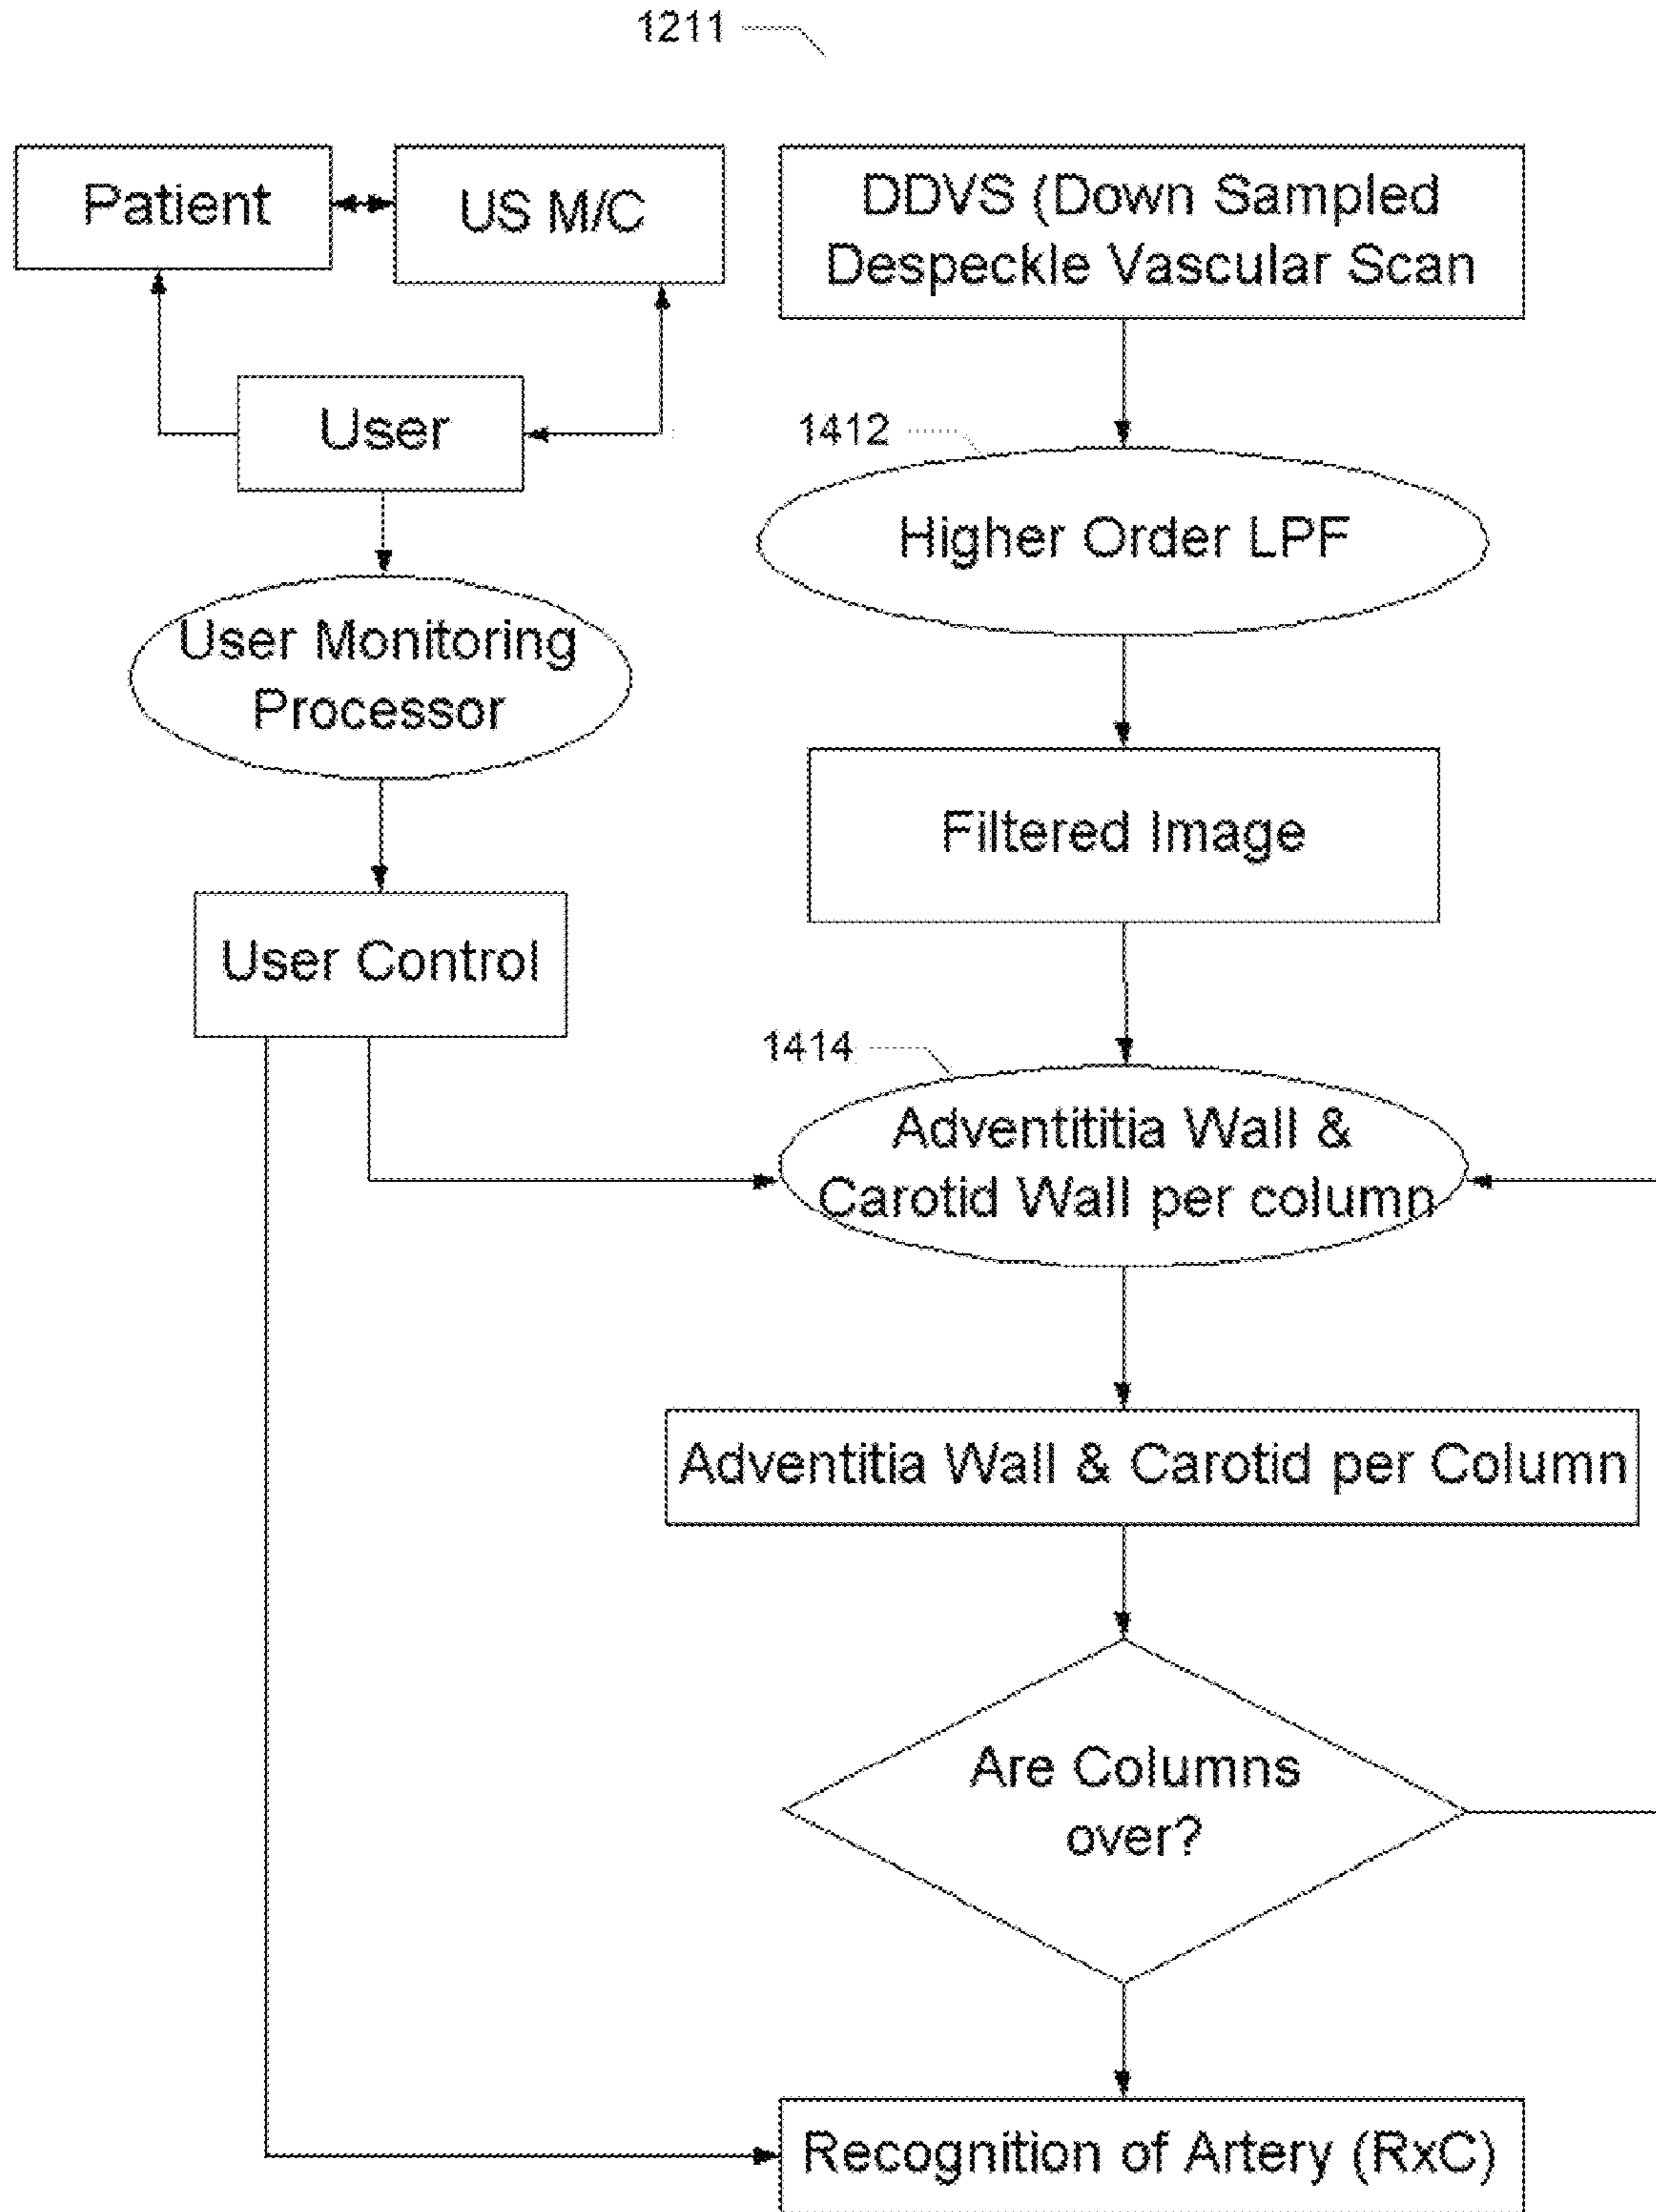 1211
Patient
US M/C
DDVS (Down Sampled
Despeckle Vascular Scan
User
1412
Higher Order LPF
User Monitoring
Processor
Filtered Image
User Control
1414
Adventititia Wall &
Carotid Wall per column
Adventitia Wall & Carotid per Column
Are Columns
over?
Recognition of Artery (RxC)